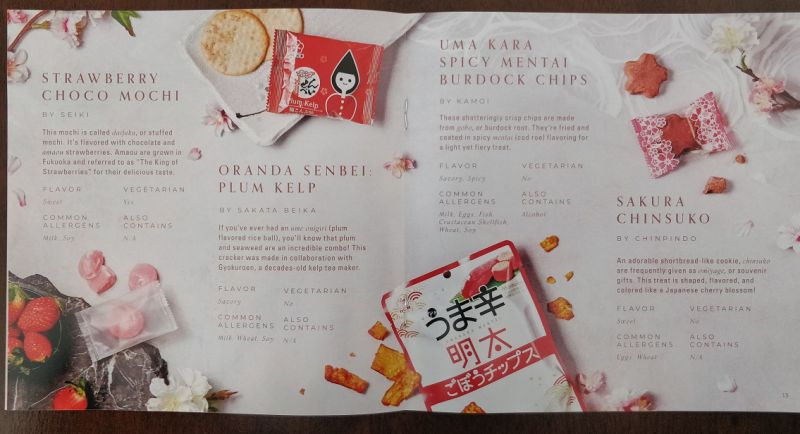 STRAWBERRY
CHOCO MOCHI
BY SEIKI
This mochi is called daifuku, or stuffed
mochi. It's flavored with chocolate and
amaou strawberries. Amaou are grown in
Fukuoka and referred to as "The King of
Strawberries" for their delicious taste.
FLAVOR
Sweet
VEGETARIAN
Yes
COMMON
ALLERGENS
Milk, Soy
ALSO
CONTAINS
N/A
Plum Kelp
ORANDA SENBEI:
PLUM KELP
BY SAKATA BEIKA
If you've ever had an ume onigiri (plum
flavored rice ball), you'll know that plum
and seaweed are an incredible combo! This
cracker was made in collaboration with
Gyokuroen, a decades-old kelp tea maker.
FLAVOR
Savory
VEGETARIAN
No
COMMON
ALLERGENS
Milk, Wheat, Soy
ALSO
CONTAINS
N/A
UMA KARA
SPICY MENTAI
BURDOCK CHIPS
BY KAMOI
These shatteringly crisp chips are made
from gobo, or burdock root. They're fried and
coated in spicy mentai (cod roe) flavoring for
a light yet fiery treat.
FLAVOR
Savory, Spicy
VEGETARIAN
No
COMMON
ALLERGENS
Milk, Eggs, Fish,
Crustacean Shellfish,
Wheat, Soy
ALSO
CONTAINS
Alcohol
うま辛
明太
ごぼうチップス
SAKURA
CHINSUKO
BY CHINPINDO
An adorable shortbread-like cookie, chinsuko
are frequently given as omiyage, or souvenir
gifts. This treat is shaped, flavored, and
colored like a Japanese cherry blossom!
FLAVOR
Sweet
VEGETARIAN
No
COMMON
ALLERGENS
Eggs, Wheat
ALSO
CONTAINS
N/A
13